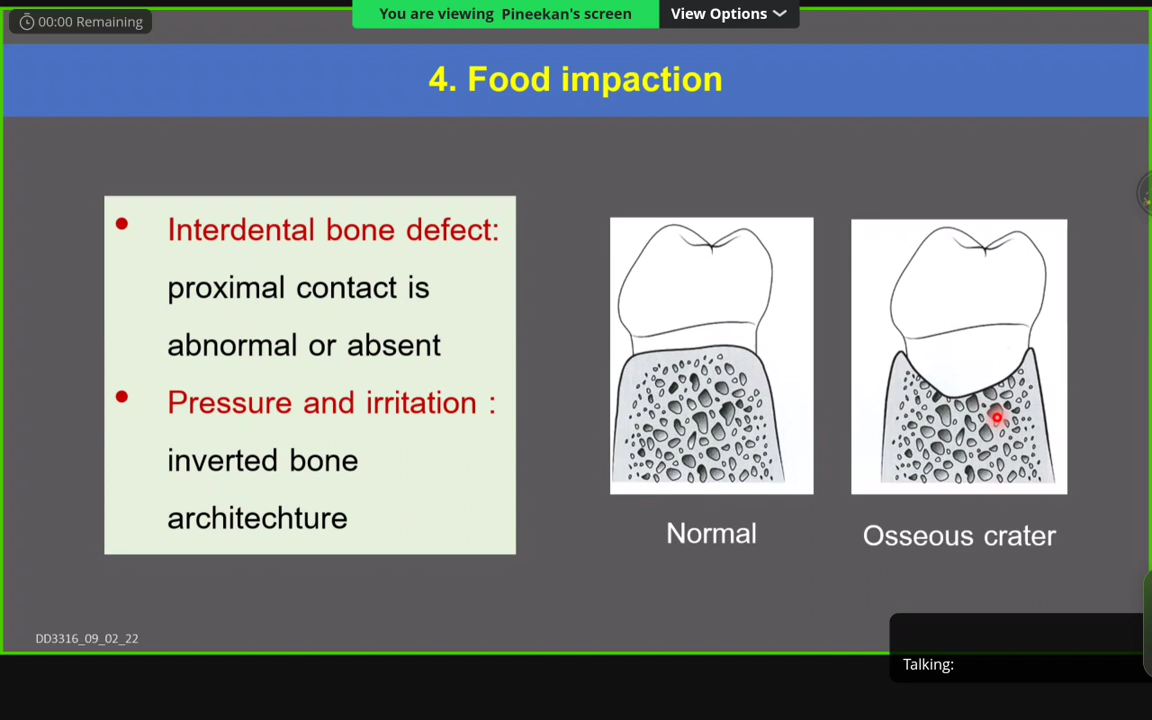 00:00 Remaining
You are viewing Pineekan's screen
View Options
4. Food impaction
• Interdental bone defect:
proximal contact is
abnormal or absent
• Pressure and irritation :
inverted bone
architechture
Normal
Osseous crater
DD3316_09_02_22
Talking: